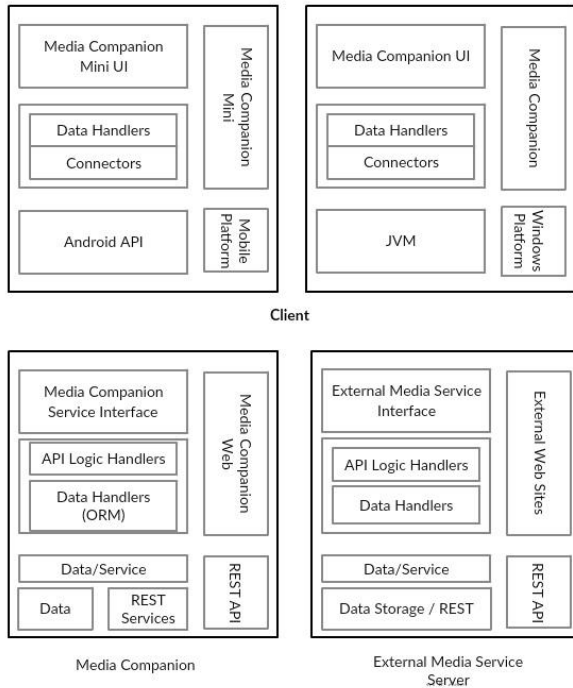 Media Companion
Mini UI
Data Handlers
Connectors
Android API
Media Companion
Mini
Mobile
Platform
Media Companion UI
Data Handlers
Connectors
JVM
Media Companion
Windows
Platform
Client
Media Companion
Service Interface
API Logic Handlers
Data Handlers
(ORM)
Data/Service
Data
REST
Services
Media Companion
Web
REST API
External Media Service
Interface
API Logic Handlers
Data Handlers
Data/Service
Data Storage / REST
External Web Sites
REST API
Media Companion
External Media Service
Server